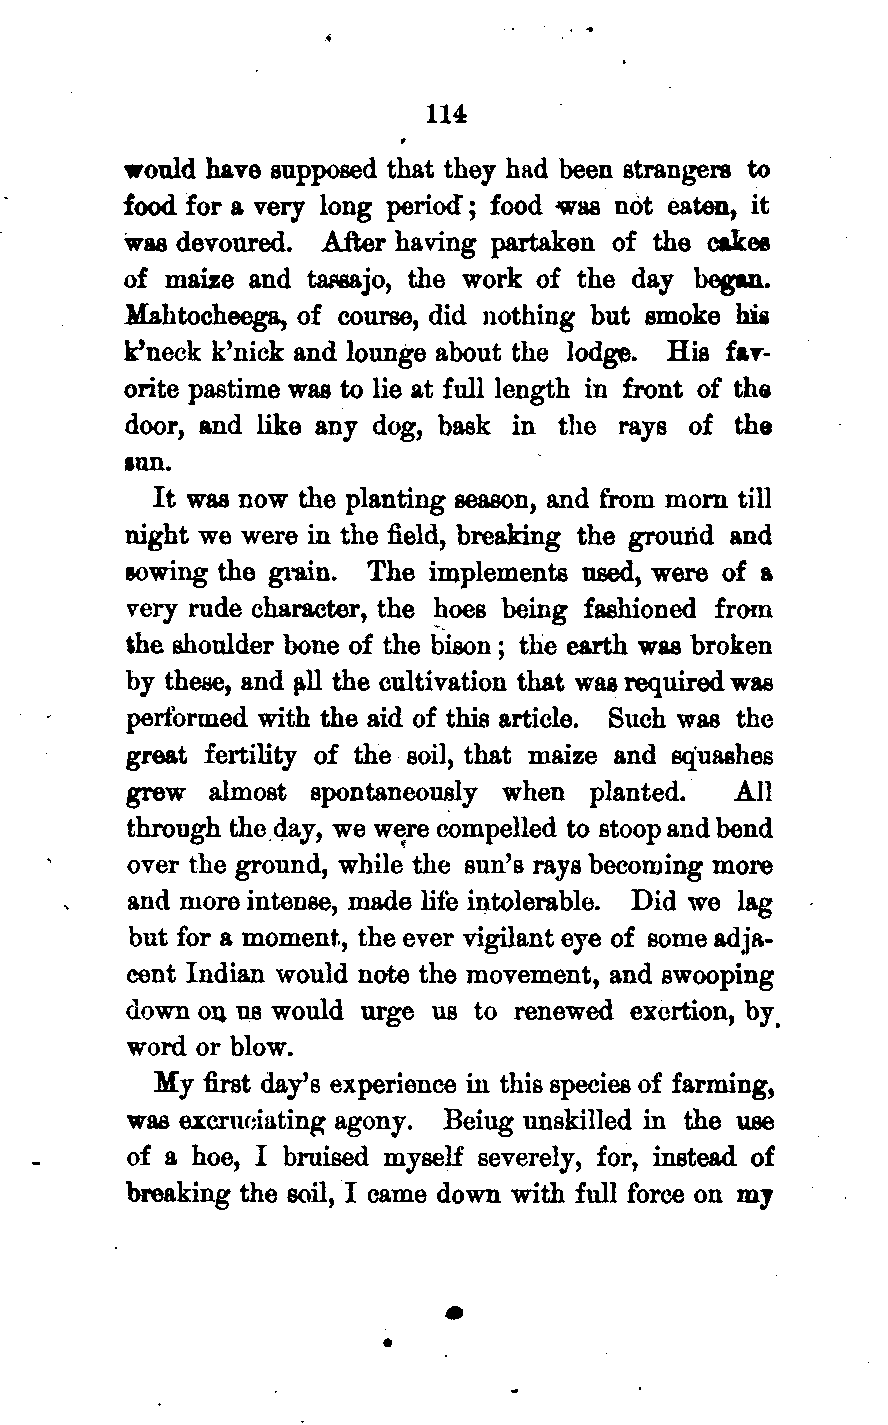 114
would have supposed that they had been strangers to
food for a very long period; food was not eaten, it
was devoured. After having partaken of the cakes
of maize and tassajo, the work of the day began.
Mahtocheega, of course, did nothing but smoke his
k'neck k'nick and lounge about the lodge. His fav-
orite pastime was to lie at full length in front of the
door, and like any dog, bask in the rays of the
sun.
It was now the planting season, and from morn till
night we were in the field, breaking the ground and
sowing the grain. The implements used, were of a
very rude character, the hoes being fashioned from
the shoulder bone of the bison; the earth was broken
by these, and all the cultivation that was required was
performed with the aid of this article. Such was the
great fertility of the soil, that maize and squashes
grew almost spontaneously when planted. All
through the day, we were compelled to stoop and bend
over the ground, while the sun's rays becoming more
and more intense, made life intolerable. Did we lag
but for a moment, the ever vigilant eye of some adja-
cent Indian would note the movement, and swooping
down on us would urge us to renewed exertion, by
word or blow.
My first day's experience in this species of farming,
was excruciating agony. Beiug unskilled in the use
of a hoe, I bruised myself severely, for, instead of
breaking the soil, I came down with full force on my